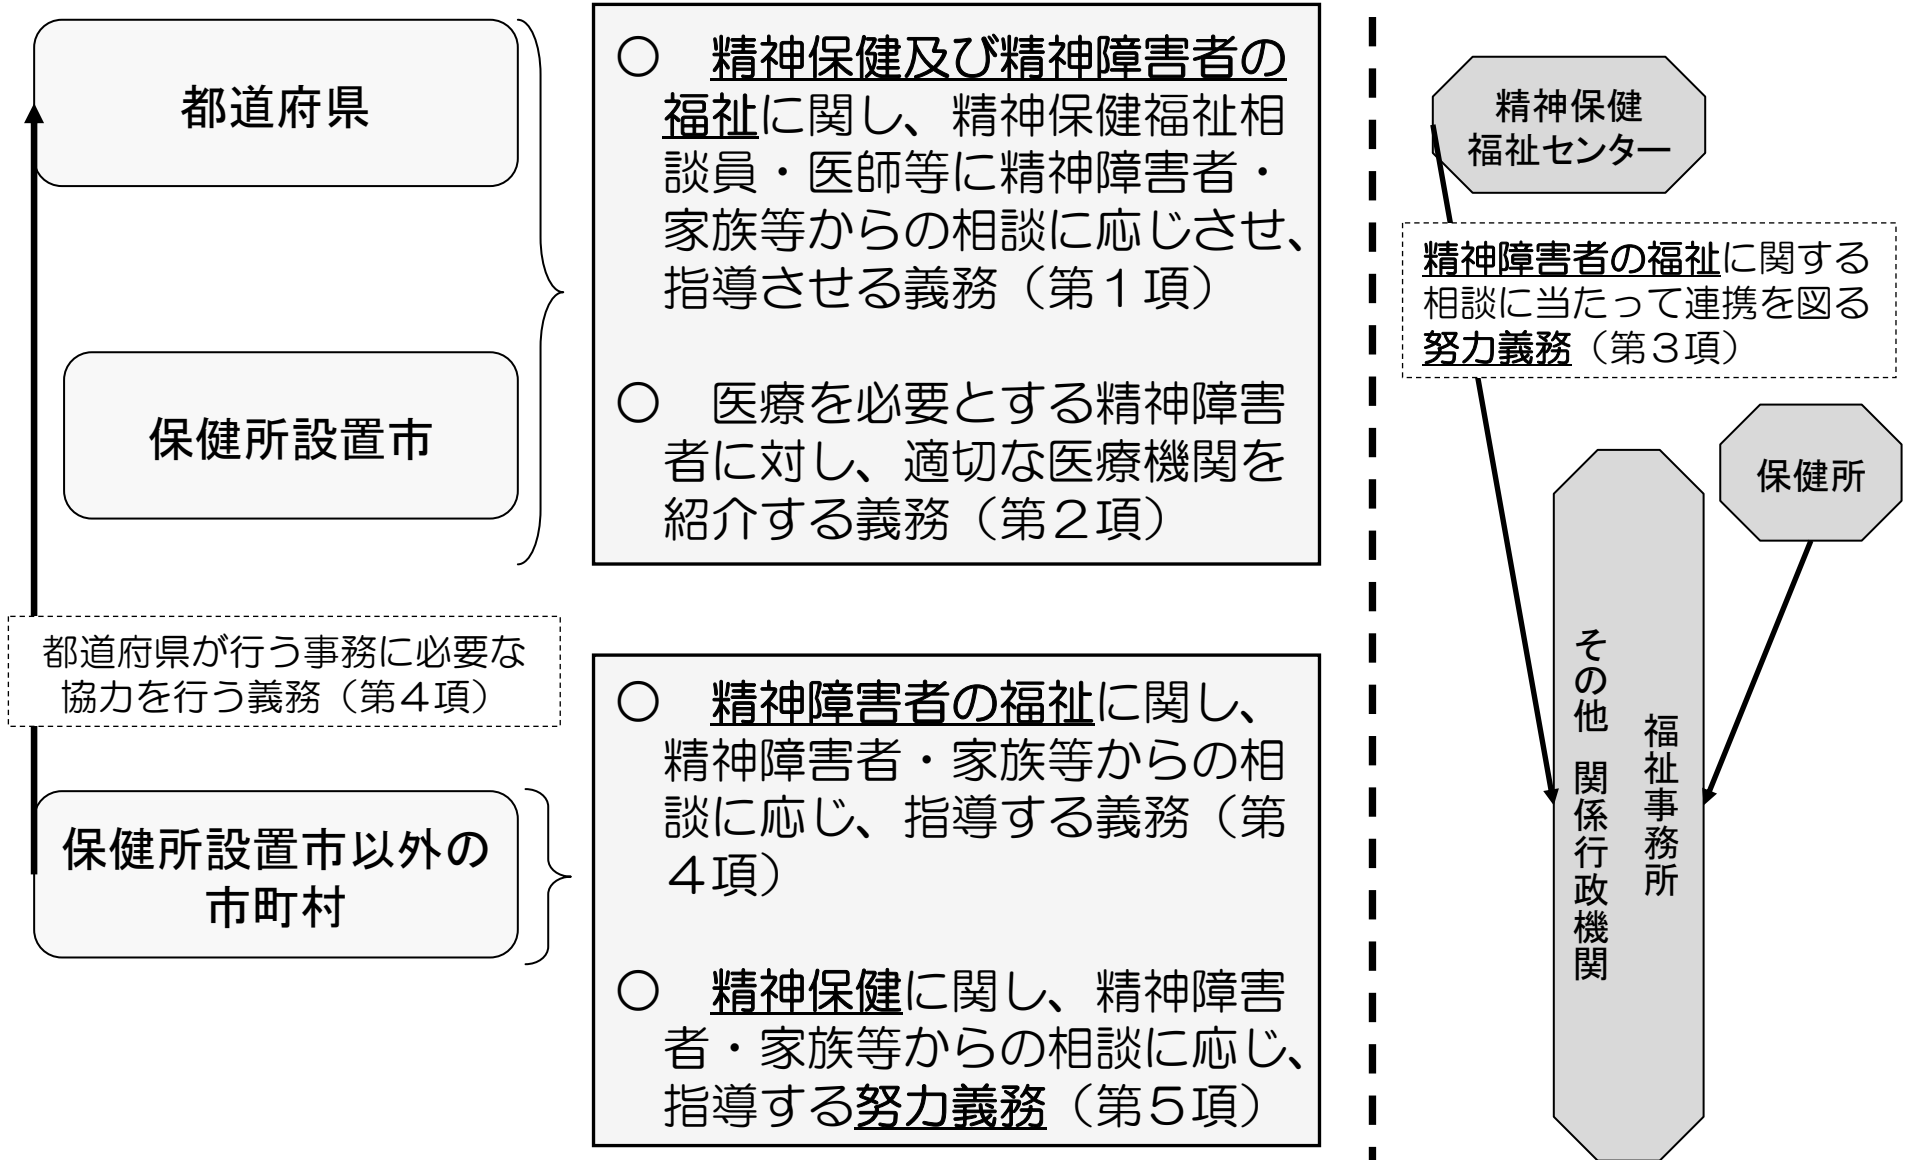 都道府県
保健所設置市
都道府県が行う事務に必要な
協力を行う義務（第４項）
保健所設置市以外の
市町村
○　精神保健及び精神障害者の
福祉に関し、精神保健福祉相
談員・医師等に精神障害者・
家族等からの相談に応じさせ、
指導させる義務（第１項）
○　医療を必要とする精神障害
者に対し、適切な医療機関を
紹介する義務（第２項）
○　精神障害者の福祉に関し、
精神障害者・家族等からの相
談に応じ、指導する義務（第
４項）
○　精神保健に関し、精神障害
者・家族等からの相談に応じ、
指導する努力義務（第５項）
精神保健
福祉センター
精神障害者の福祉に関する
相談に当たって連携を図る
努力義務（第３項）
保健所
福祉事務所
その他　関係行政機関